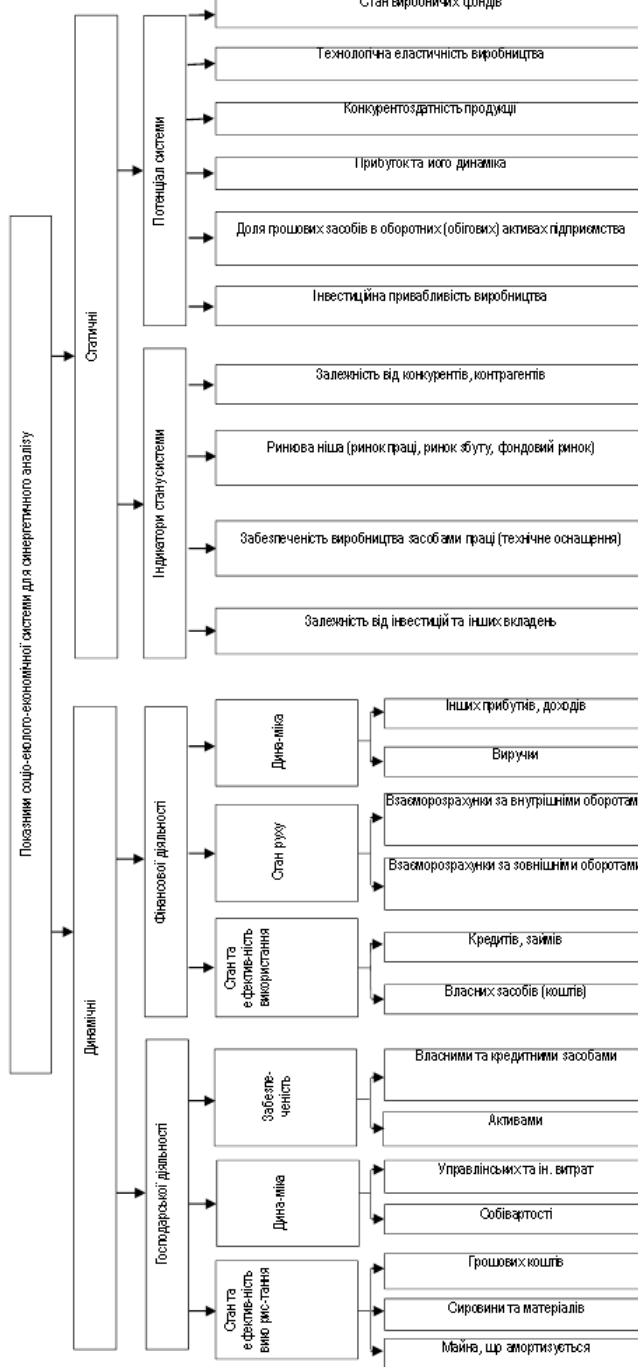 Показники соціо-еколого-економічної системи для синергетичного аналізу
Статичні
Потенціал системи
Стан виробничих фондів
Технологічна еластичність виробництва
Конкурентоздатність продукції
Прибуток та його динаміка
Доля грошових засобів в оборотних (обігових) активах підприємства
Інвестиційна привабливість виробництва
Індикатори стану системи
Залежність від конкурентів, контрагентів
Ринкова ніша (ринок праці, ринок збуту, фондовий ринок)
Забезпеченість виробництва засобами праці (технічне оснащення)
Залежність від інвестицій та інших вкладень
Динамічні
Фінансової діяльності
Дина-міка
Інших прибутків, доходів
Виручки
Стан руху
Взаєморозрахунки за внутрішніми оборотам
Взаєморозрахунки за зовнішніми оборотами
Стан та
ефектив-ність
використання
Кредитів, займів
Власних засобів (коштів)
Господарської діяльності
Забезпе-
ченість
Власними та кредитними засобами
Активами
Дина-міка
Управлінських та ін. витрат
Собівартості
Стан та
ефектив-ність
вико рис-тання
Грошових коштів
Сировини та матеріалів
Майна, що амортизується